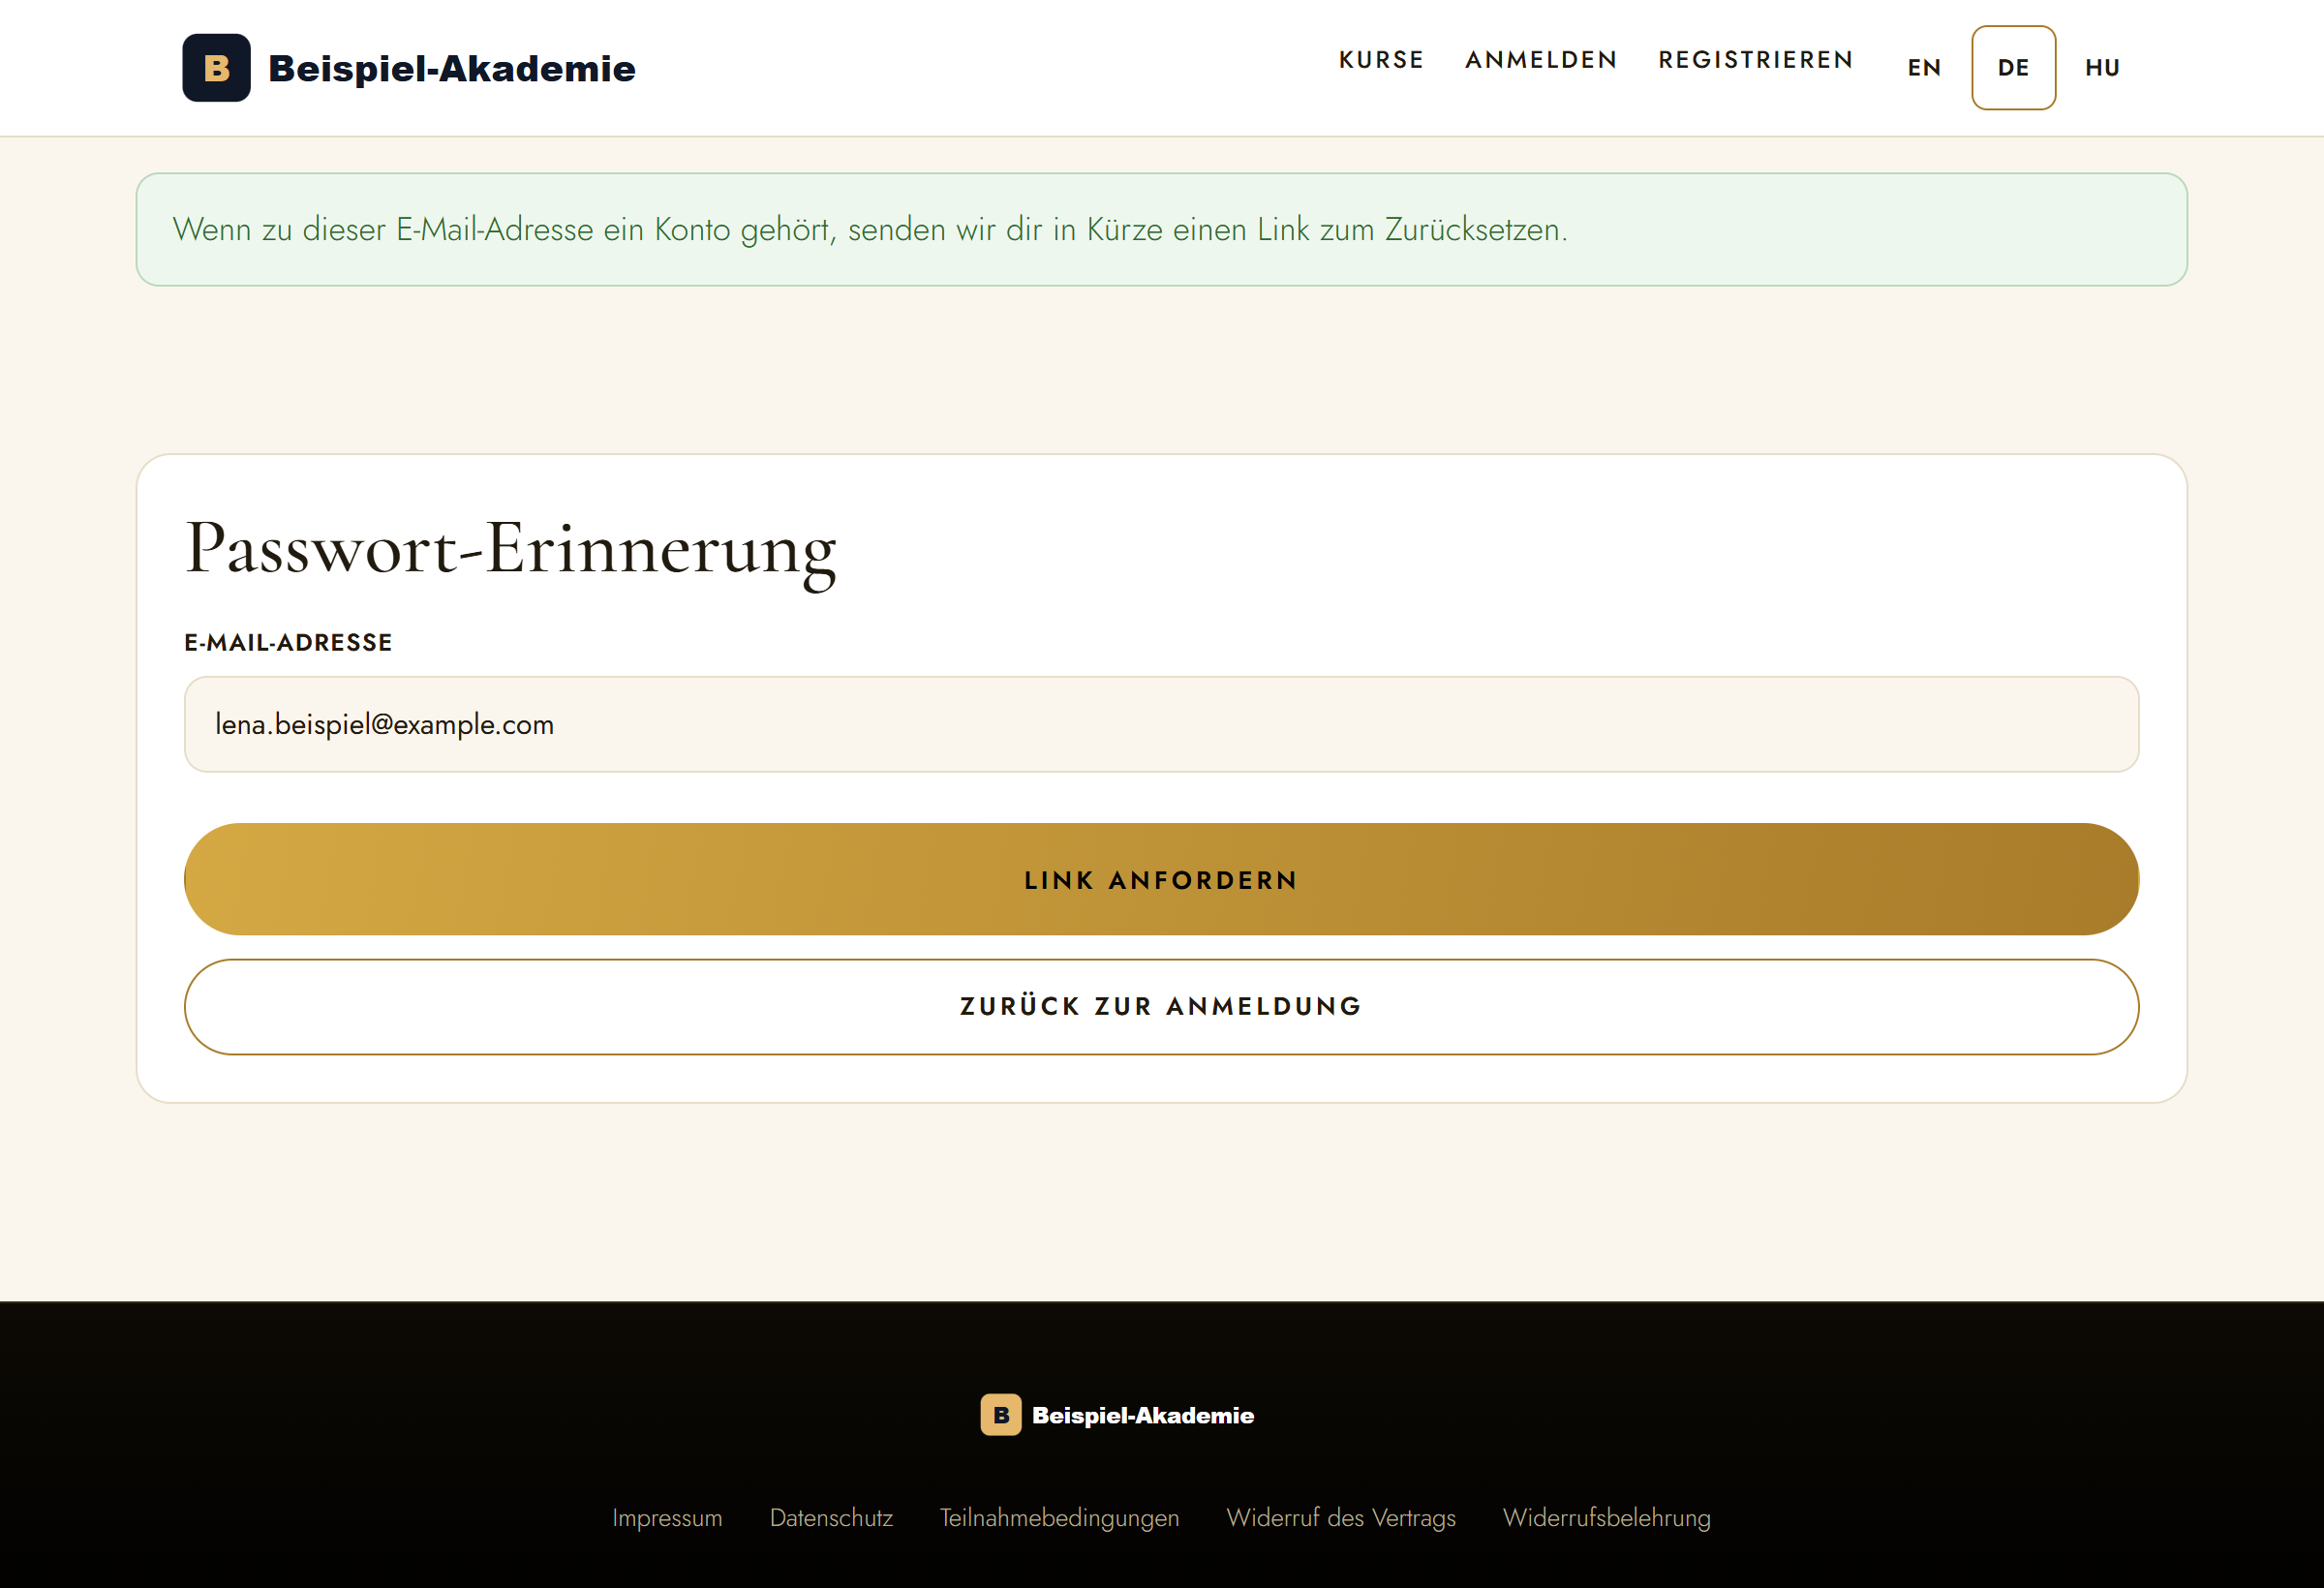 B Beispiel-Akademie
KURSE ANMELDEN REGISTRIEREN EN DE HU
Wenn zu dieser E-Mail-Adresse ein Konto gehört, senden wir dir in Kürze einen Link zum Zurücksetzen.
Passwort-Erinnerung
E-MAIL-ADRESSE
lena.beispiel@example.com
LINK ANFORDERN
ZURÜCK ZUR ANMELDUNG
B Beispiel-Akademie
Impressum Datenschutz Teilnahmebedingungen Widerruf des Vertrags Widerrufsbelehrung